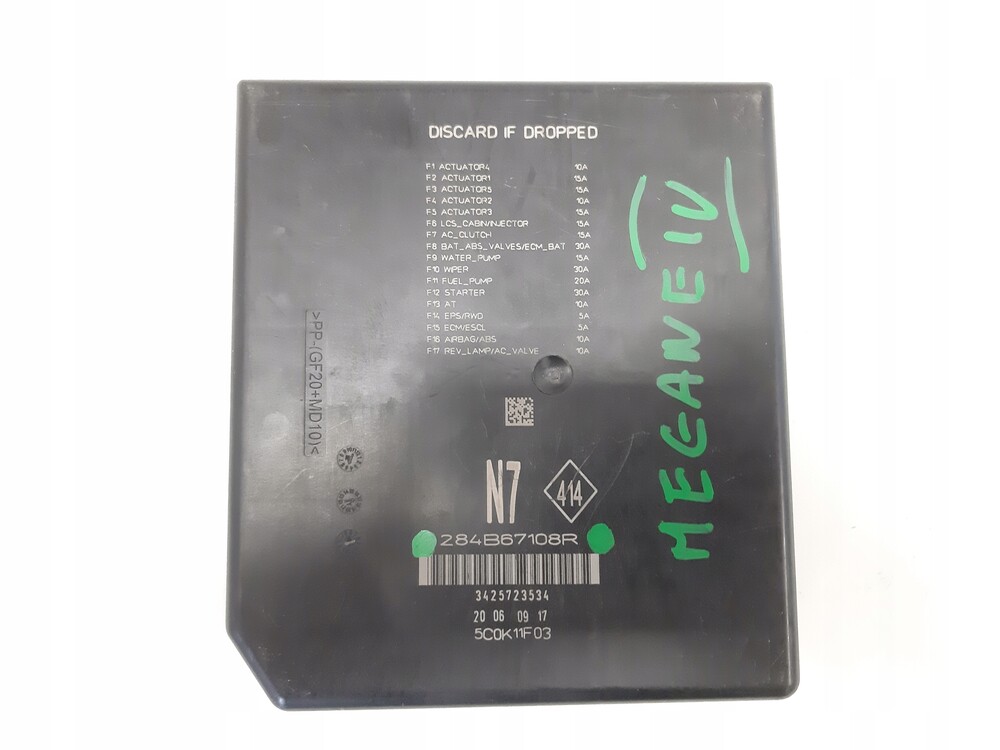 DISCARD IF DROPPED
F1 ACTUATOR4 10A
F2 ACTUATOR1 15A
F3 ACTUATOR5 15A
F4 ACTUATOR2 10A
F5 ACTUATOR3 15A
F6 LCS_CABIN/INJECTOR 15A
F7 AC_CLUTCH 15A
F8 BAT_ABS_VALVES/ECM_BAT 30A
F9 WATER_PUMP 15A
F10 WIPER 30A
F11 FUEL_PUMP 20A
F12 STARTER 30A
F13 AT 10A
F14 EPS/RWD 5A
F15 ECM/ESCL 5A
F16 AIRBAG/ABS 10A
F17 REV_LAMP/AC_VALVE 10A
>PP-(GF20+MD10)<
MEGANE IV
N7
414
284B67108R
3425723534
20 06 09 17
5C0K11F03